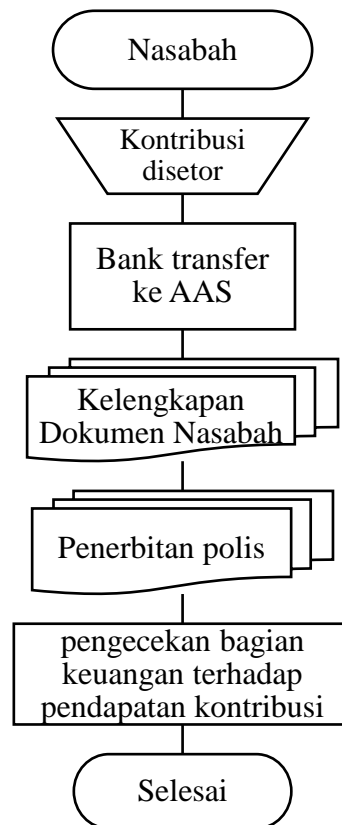 Nasabah
Kontribusi
disetor
Bank transfer
ke AAS
Kelengkapan
Dokumen Nasabah
Penerbitan polis
pengecekan bagian
keuangan terhadap
pendapatan kontribusi
Selesai